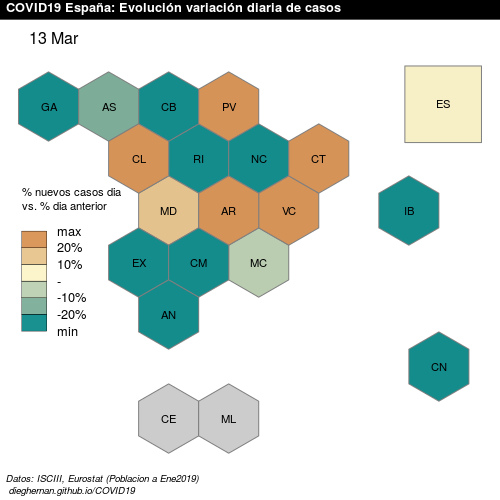 COVID19 España: Evolución variación diaria de casos
13 Mar
GA AS CB PV ES
CL RI NC CT
% nuevos casos dia
vs. % dia anterior
MD AR VC IB
max
20%
10%
-
-10%
-20%
min
EX CM MC
AN
CN
CE ML
Datos: ISCIII, Eurostat (Poblacion a Ene2019)
dieghernan.github.io/COVID19